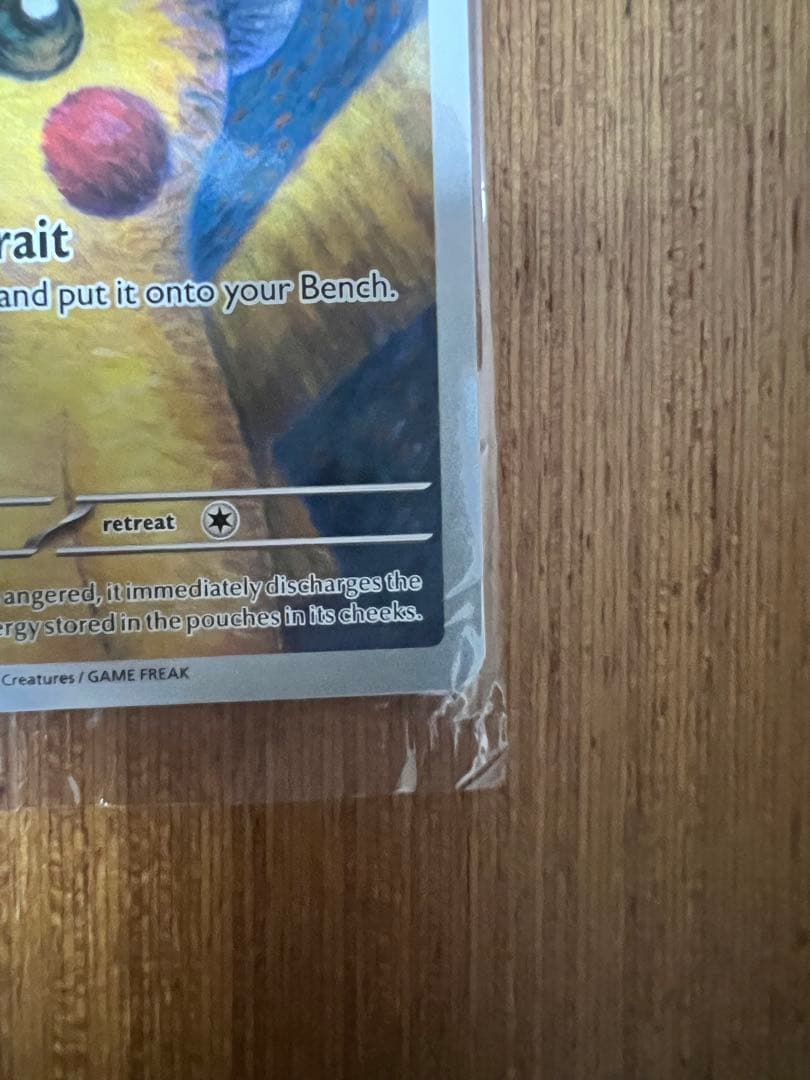 rait
and put it onto your Bench.
retreat
angered, it immediately discharges the
ergy stored in the pouches in its cheeks.
Creatures / GAME FREAK